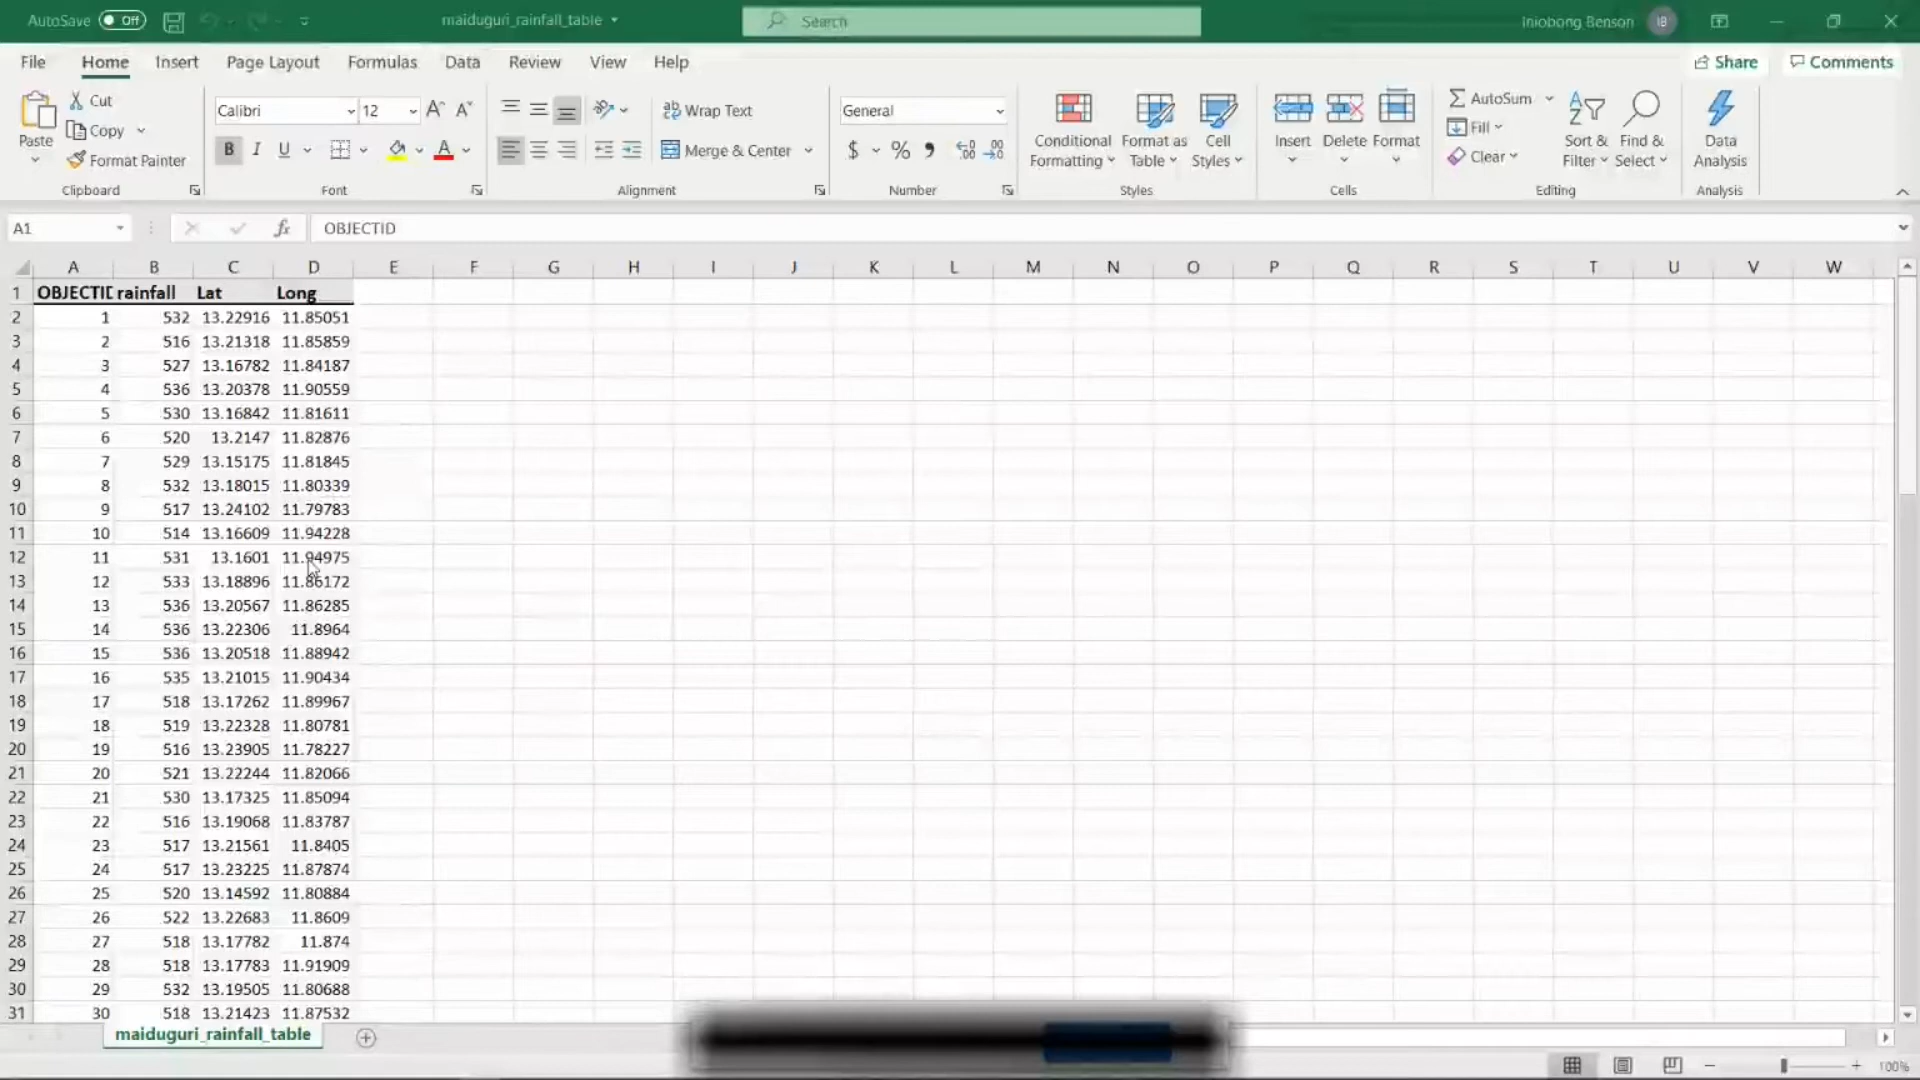 AutoSave Off maiduguri_rainfall_table Search Iniobong Benson IB
File Home Insert Page Layout Formulas Data Review View Help Share Comments
Paste Cut Copy Format Painter Clipboard
Calibri 12 B I U A Font
Wrap Text Merge & Center Alignment
General $ % Number
Conditional Formatting Format as Table Cell Styles Styles
Insert Delete Format Cells
AutoSum Fill Clear Sort & Filter Find & Select Editing
Data Analysis Analysis
A1 fx OBJECTID
A B C D E F G H I J K L M N O P Q R S T U V W
1 OBJECTID rainfall Lat Long
2 1 532 13.22916 11.85051
3 2 516 13.21318 11.85859
4 3 527 13.16782 11.84187
5 4 536 13.20378 11.90559
6 5 530 13.16842 11.81611
7 6 520 13.2147 11.82876
8 7 529 13.15175 11.81845
9 8 532 13.18015 11.80339
10 9 517 13.24102 11.79783
11 10 514 13.16609 11.94228
12 11 531 13.1601 11.94975
13 12 533 13.18896 11.86172
14 13 536 13.20567 11.86285
15 14 536 13.22306 11.8964
16 15 536 13.20518 11.88942
17 16 535 13.21015 11.90434
18 17 518 13.17262 11.89967
19 18 519 13.22328 11.80781
20 19 516 13.23905 11.78227
21 20 521 13.22244 11.82066
22 21 530 13.17325 11.85094
23 22 516 13.19068 11.83787
24 23 517 13.21561 11.8405
25 24 517 13.23225 11.87874
26 25 520 13.14592 11.80884
27 26 522 13.22683 11.8609
28 27 518 13.17782 11.874
29 28 518 13.17783 11.91909
30 29 532 13.19505 11.80688
31 30 518 13.21423 11.87532
maiduguri_rainfall_table
100%